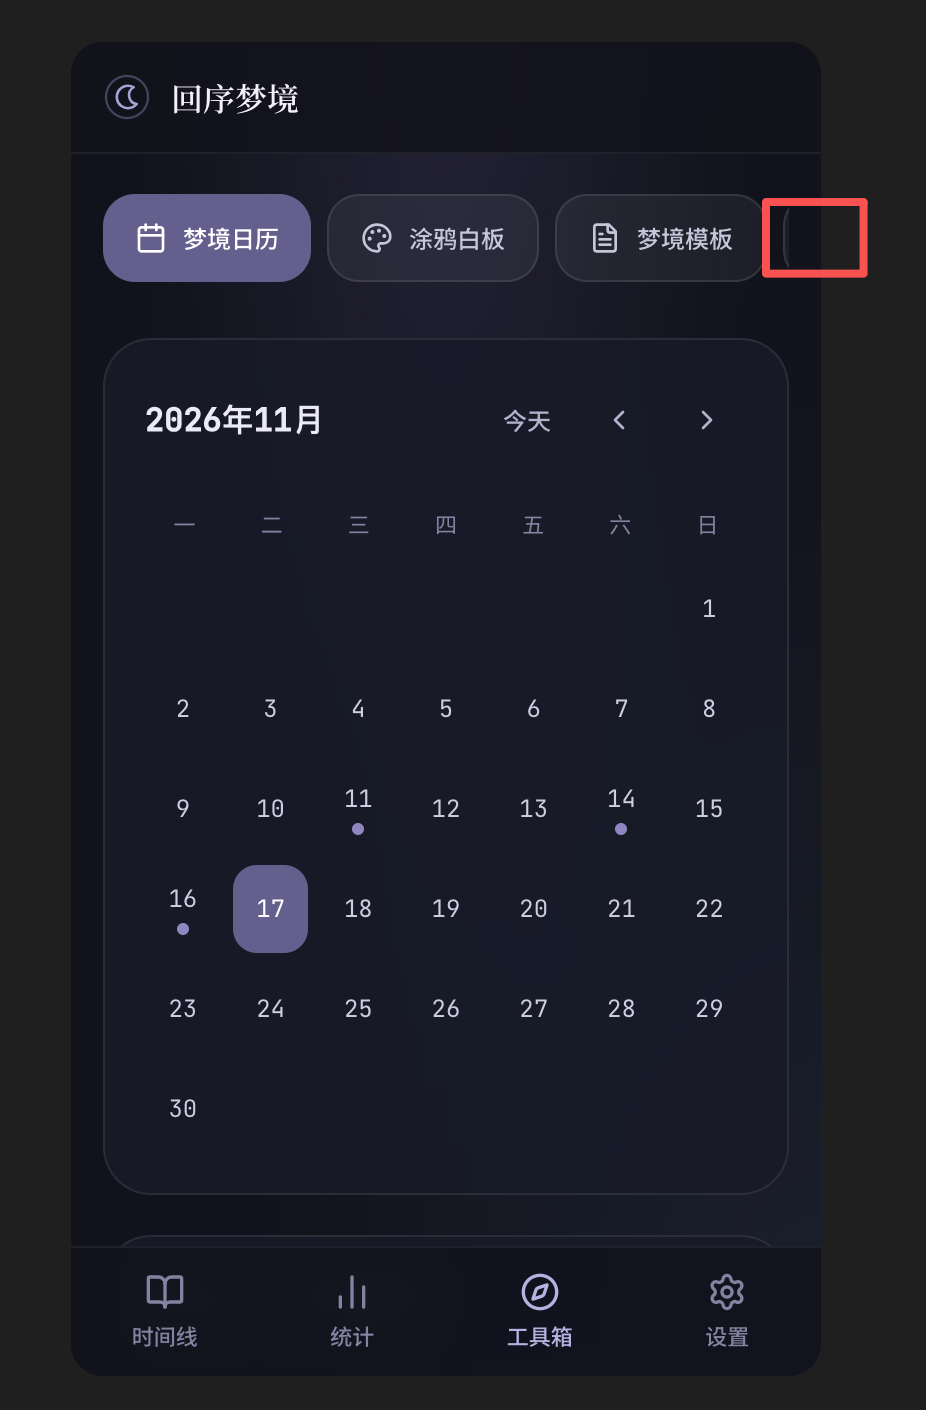 回序梦境
梦境日历 涂鸦白板 梦境模板
2026年11月 今天
一 二 三 四 五 六 日
1
2 3 4 5 6 7 8
9 10 11 12 13 14 15
16 17 18 19 20 21 22
23 24 25 26 27 28 29
30
时间线 统计 工具箱 设置